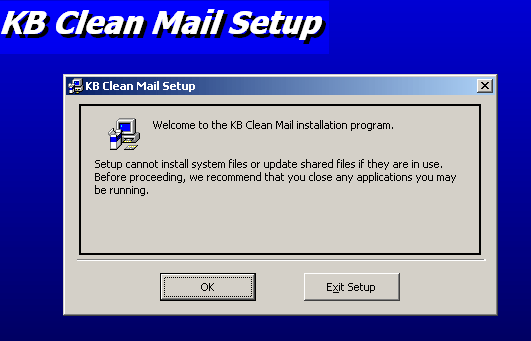 KB Clean Mail Setup
KB Clean Mail Setup
Welcome to the KB Clean Mail installation program.
Setup cannot install system files or update shared files if they are in use.
Before proceeding, we recommend that you close any applications you may
be running.
OK
Exit Setup